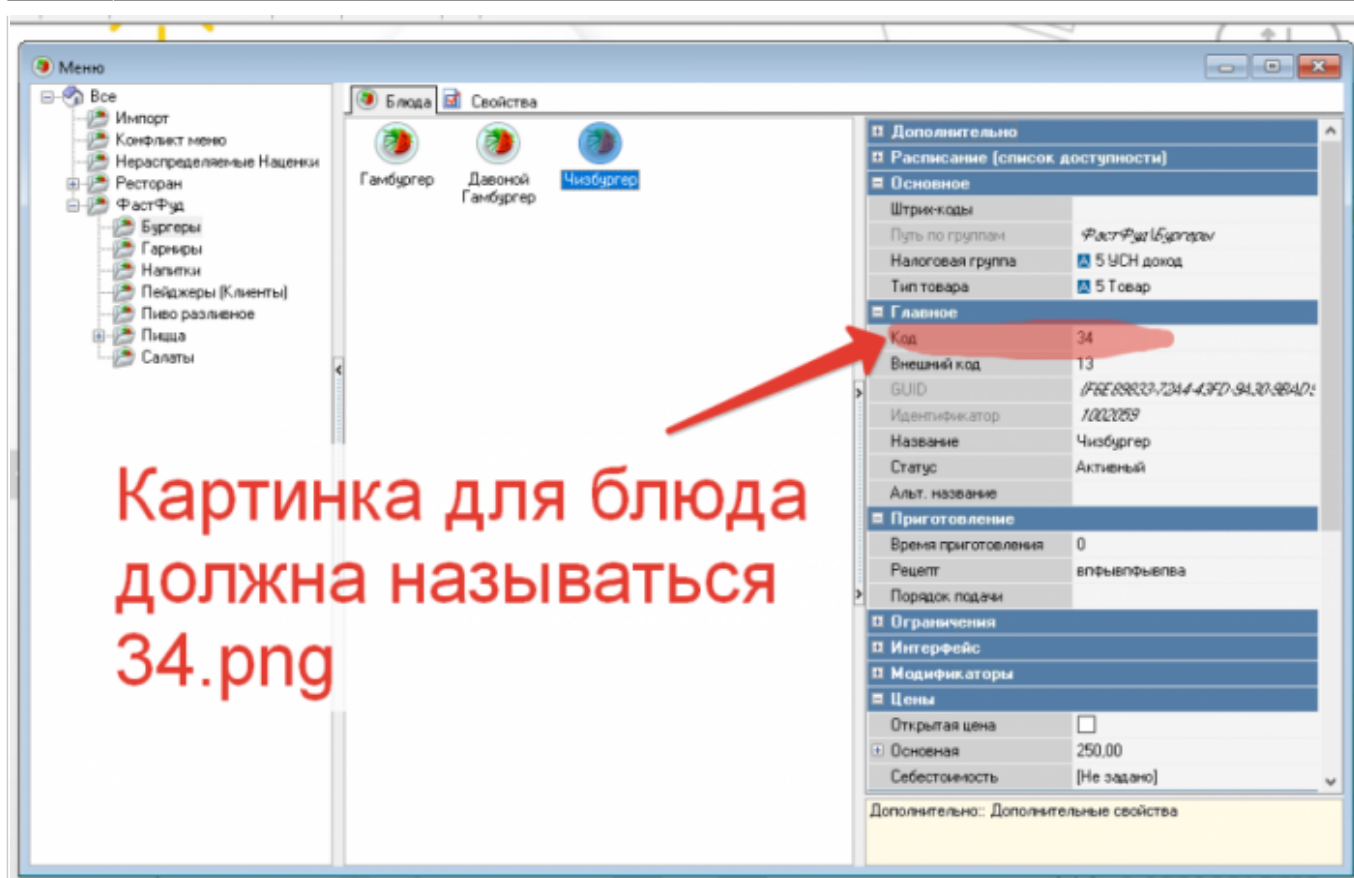 Меню
Все
Импорт
Конфликт меню
Нераспределяемые Наценки
Ресторан
ФастФуд
Бургеры
Гарниры
Напитки
Пейджеры (Клиенты)
Пиво разливное
Пицца
Салаты
Блюда Свойства
Гамбургер
Давоной
Гамбургер
Чизбургер
Картинка для блюда
должна называться
34.png
Дополнительно
Расписание (список доступности)
Основное
Штрих-коды
Путь по группам ФастФуд\Бургеры
Налоговая группа 5 УСН доход
Тип товара 5 Товар
Главное
Код 34
Внешний код 13
GUID
Идентификатор 1002059
Название Чизбургер
Статус Активный
Альт. название
Приготовление
Время приготовления 0
Рецепт впфывпфывпва
Порядок подачи
Ограничения
Интерфейс
Модификаторы
Цены
Открытая цена
Основная 250,00
Себестоимость [Не задано]
Дополнительно:: Дополнительные свойства